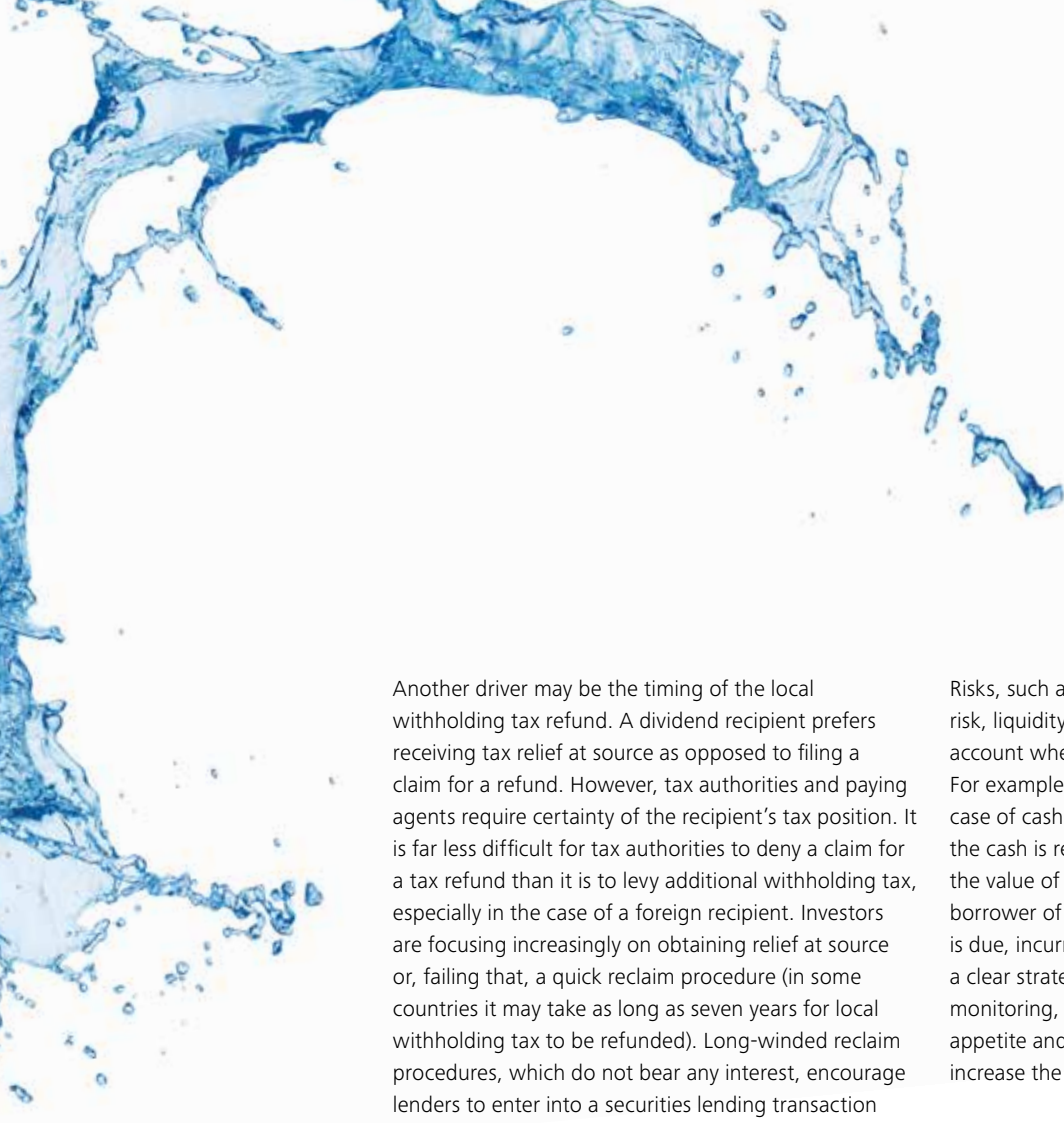 Another driver may be the timing of the local
withholding tax refund. A dividend recipient prefers
receiving tax relief at source as opposed to filing a
claim for a refund. However, tax authorities and paying
agents require certainty of the recipient’s tax position. It
is far less difficult for tax authorities to deny a claim for
a tax refund than it is to levy additional withholding tax,
especially in the case of a foreign recipient. Investors
are focusing increasingly on obtaining relief at source
or, failing that, a quick reclaim procedure (in some
countries it may take as long as seven years for local
withholding tax to be refunded). Long-winded reclaim
procedures, which do not bear any interest, encourage
lenders to enter into a securities lending transaction
Risks, such
risk, liquidity
account
For example
case of cash
the cash is
the value of
borrower of
is due,
a clear
monitoring,
appetite
increase the